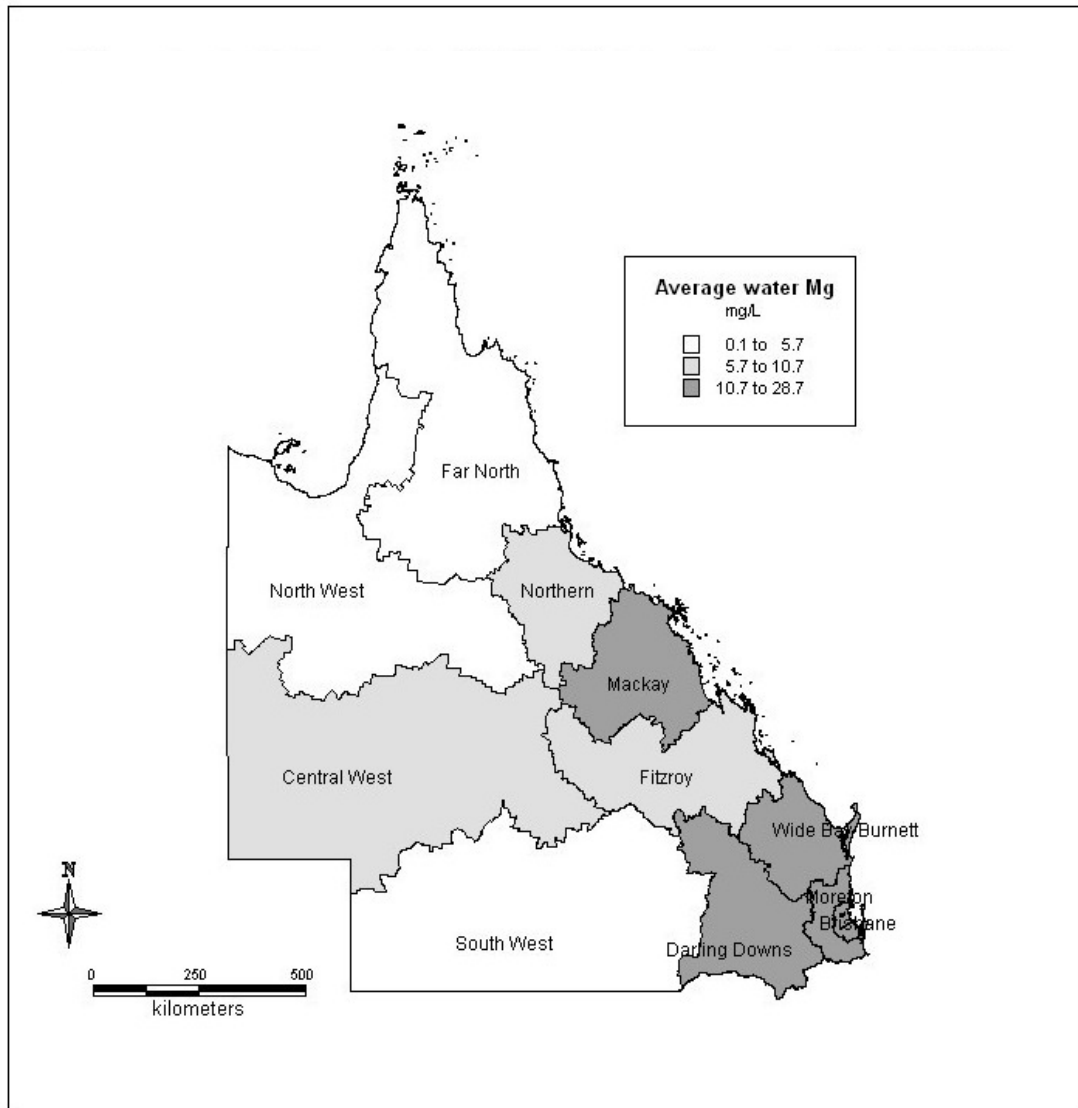 Average water Mg
mg/L
0.1 to 5.7
5.7 to 10.7
10.7 to 28.7
Far North
North West
Northern
Mackay
Central West
Fitzroy
Wide Bay-Burnett
Moreton
Brisbane
South West
Darling Downs
N
0 250 500
kilometers